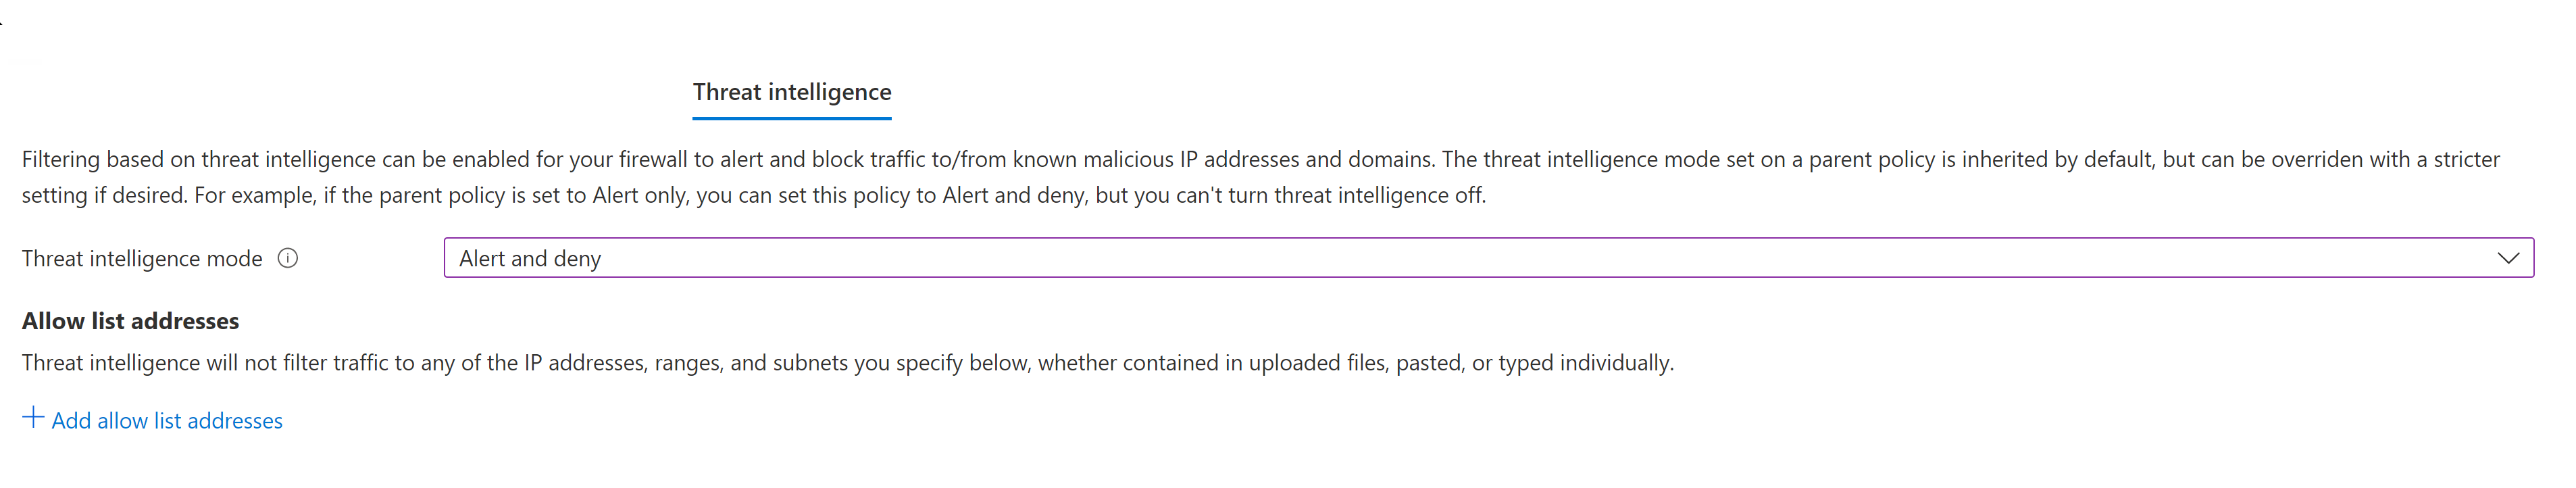 Threat intelligence
Filtering based on threat intelligence can be enabled for your firewall to alert and block traffic to/from known malicious IP addresses and domains. The threat intelligence mode set on a parent policy is inherited by default, but can be overriden with a stricter
setting if desired. For example, if the parent policy is set to Alert only, you can set this policy to Alert and deny, but you can't turn threat intelligence off.
Threat intelligence mode
Alert and deny
Allow list addresses
Threat intelligence will not filter traffic to any of the IP addresses, ranges, and subnets you specify below, whether contained in uploaded files, pasted, or typed individually.
Add allow list addresses